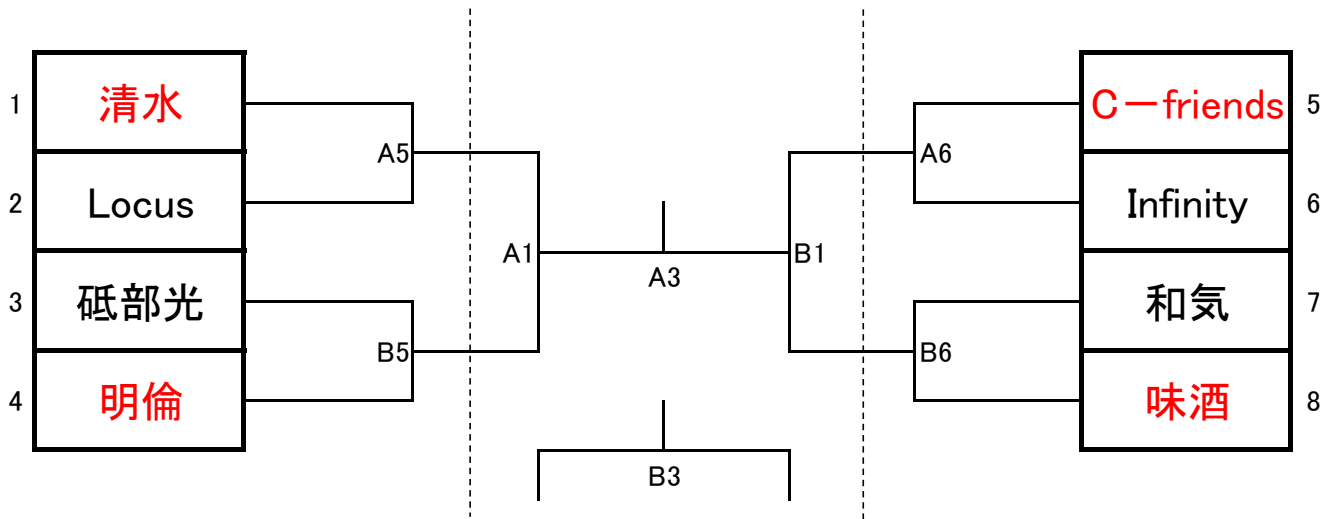 1 清水
2 Locus
3 砥部光
4 明倫
A5
B5
A1
A3
B1
B3
A6
B6
C－friends 5
Infinity 6
和気 7
味酒 8